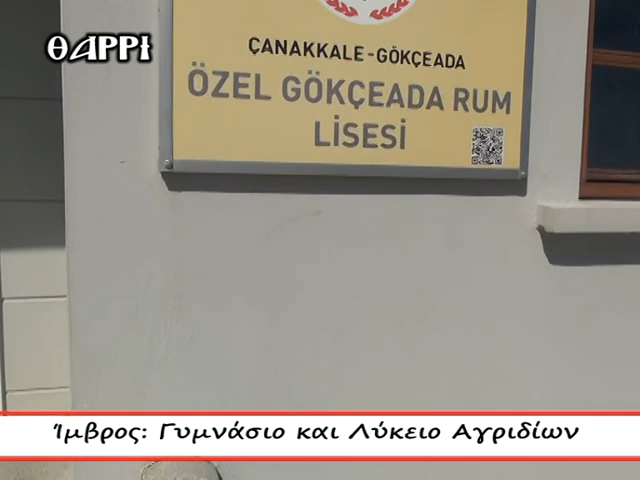 ΘΑΡΡΙ
ÇANAKKALE-GÖKÇEADA
ÖZEL GÖKÇEADA RUM
LİSESİ
Ίμβρος: Γυμνάσιο και Λύκειο Αγριδίων